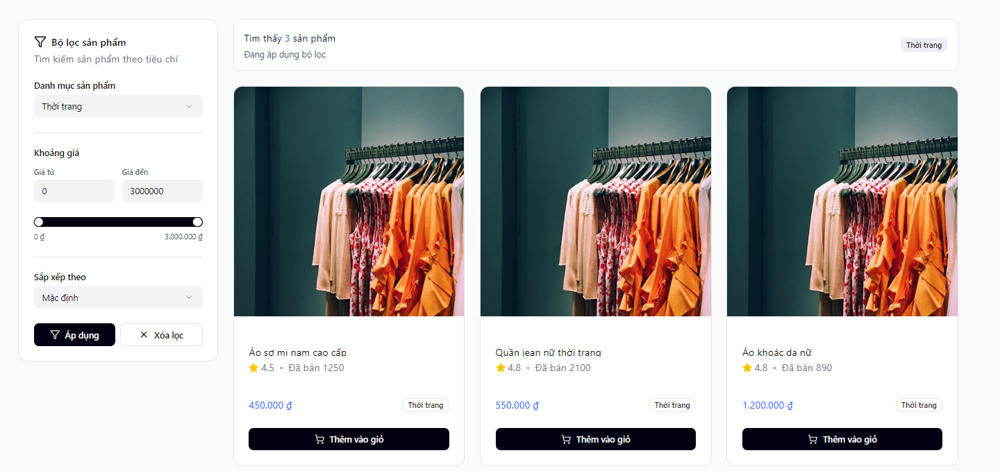 Bộ lọc sản phẩm
Tìm kiếm sản phẩm theo tiêu chí
Danh mục sản phẩm
Thời trang
Khoảng giá
Giá từ
Giá đến
0
3000000
0 ₫
3.000.000 ₫
Sắp xếp theo
Mặc định
Áp dụng
Xóa lọc
Tìm thấy 3 sản phẩm
Đang áp dụng bộ lọc
Thời trang
Áo sơ mi nam cao cấp
4.5 • Đã bán 1250
450.000 ₫
Thời trang
Thêm vào giỏ
Quần jean nữ thời trang
4.8 • Đã bán 2100
550.000 ₫
Thời trang
Thêm vào giỏ
Áo khoác da nữ
4.8 • Đã bán 890
1.200.000 ₫
Thời trang
Thêm vào giỏ